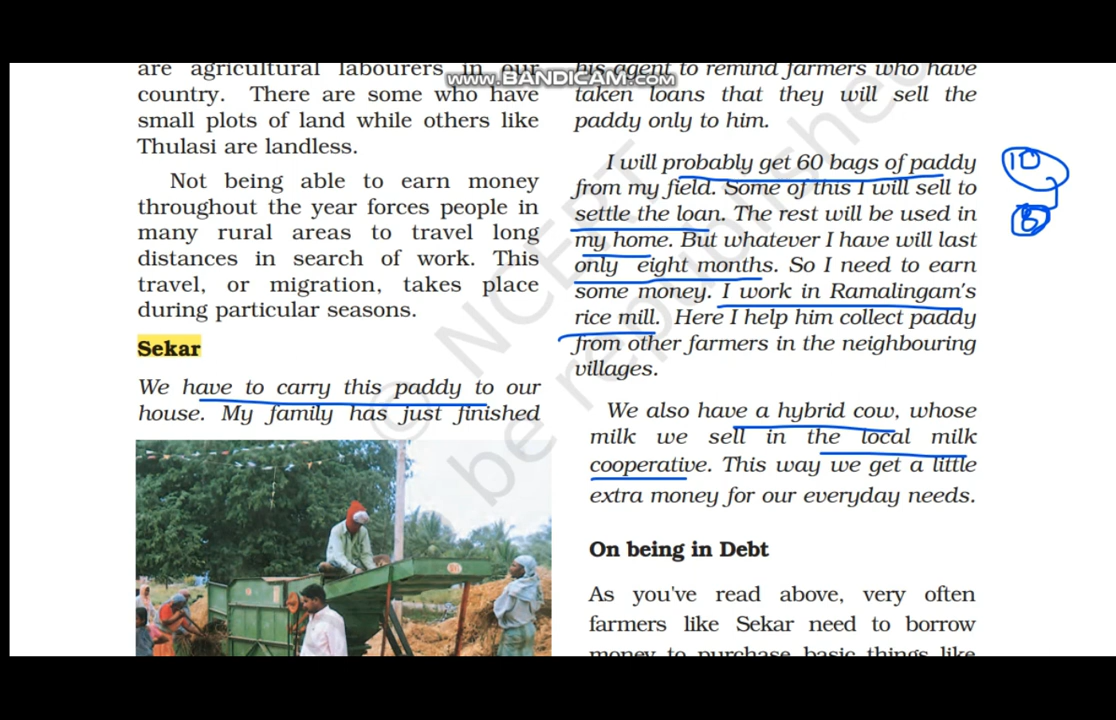 www.BANDICAM.com
are agricultural labourers in our
country. There are some who have
small plots of land while others like
Thulasi are landless.
Not being able to earn money
throughout the year forces people in
many rural areas to travel long
distances in search of work. This
travel, or migration, takes place
during particular seasons.
Sekar
We have to carry this paddy to our
house. My family has just finished
his agent to remind farmers who have
taken loans that they will sell the
paddy only to him.
I will probably get 60 bags of paddy
from my field. Some of this I will sell to
settle the loan. The rest will be used in
my home. But whatever I have will last
only eight months. So I need to earn
some money. I work in Ramalingam's
rice mill. Here I help him collect paddy
from other farmers in the neighbouring
villages.
We also have a hybrid cow, whose
milk we sell in the local milk
cooperative. This way we get a little
extra money for our everyday needs.
On being in Debt
As you've read above, very often
farmers like Sekar need to borrow
money to purchase basic things like
10
© NCERT
be republished